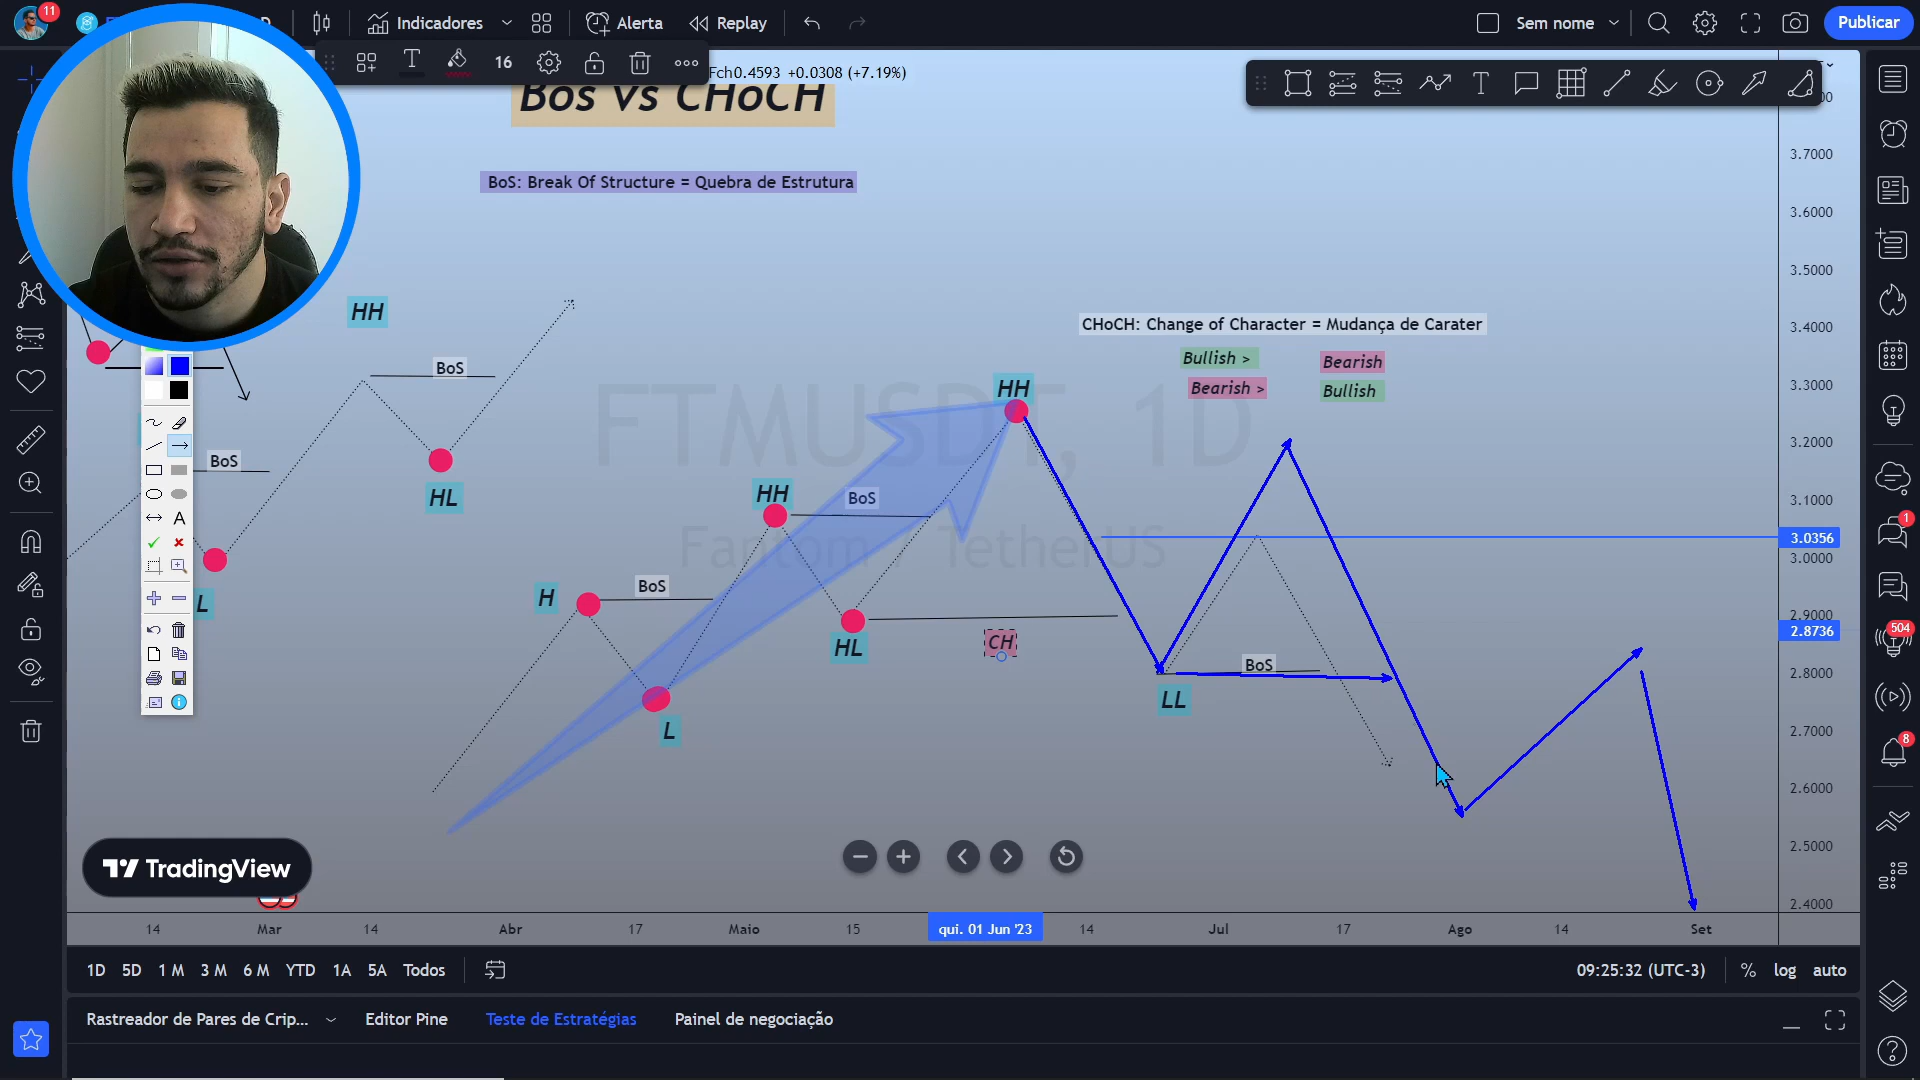 11
Indicadores
Alerta
Replay
Sem nome
Publicar
T
16
Fch0.4593 +0.0308 (+7.19%)
T
Bos vs CHoCH
BoS: Break Of Structure = Quebra de Estrutura
CHoCH: Change of Character = Mudança de Carater
Bullish > Bearish
Bearish > Bullish
FTMUSDT, 1D
Fantom / TetherUS
HH
BoS
HL
BoS
L
A
HH
HH
BoS
H
BoS
HL
CH
L
BoS
LL
3.7000
3.6000
3.5000
3.4000
3.3000
3.2000
3.1000
3.0356
3.0000
2.9000
2.8736
2.8000
2.7000
2.6000
2.5000
2.4000
1
504
8
TradingView
14
Mar
14
Abr
17
Maio
15
qui. 01 Jun '23
14
Jul
17
Ago
14
Set
1D 5D 1 M 3 M 6 M YTD 1A 5A Todos
09:25:32 (UTC-3)
% log auto
Rastreador de Pares de Crip...
Editor Pine
Teste de Estratégias
Painel de negociação